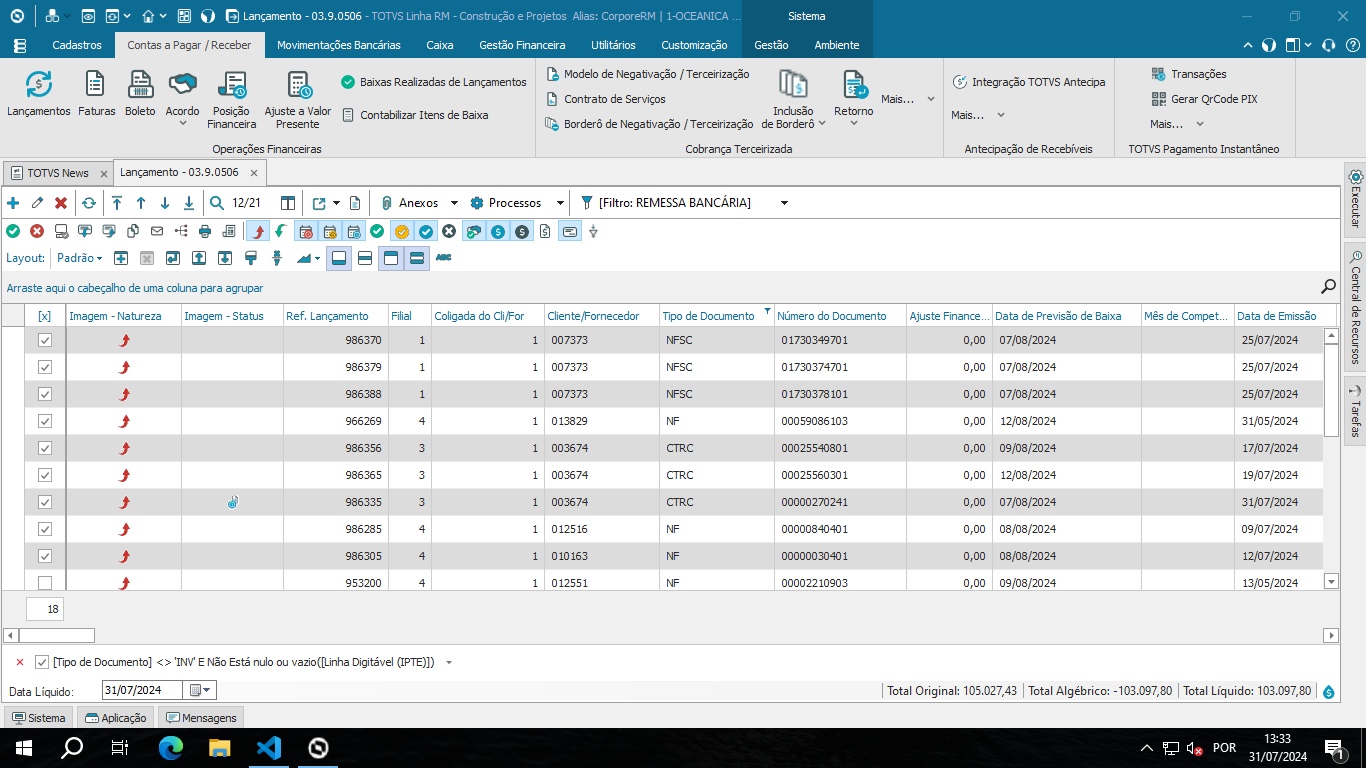 Lançamento - 03.9.0506 - TOTVS Linha RM - Construção e Projetos Alias: CorporeRM | 1-OCEANICA ... Sistema
Cadastros Contas a Pagar / Receber Movimentações Bancárias Caixa Gestão Financeira Utilitários Customização Gestão Ambiente
Lançamentos Faturas Boleto Acordo Posição Financeira Ajuste a Valor Presente
Baixas Realizadas de Lançamentos
Contabilizar Itens de Baixa
Operações Financeiras
Modelo de Negativação / Terceirização
Contrato de Serviços
Borderô de Negativação / Terceirização
Inclusão de Borderô Retorno Mais...
Cobrança Terceirizada
Integração TOTVS Antecipa
Mais...
Antecipação de Recebíveis
Transações
Gerar QrCode PIX
Mais...
TOTVS Pagamento Instantâneo
TOTVS News Lançamento - 03.9.0506
12/21 Anexos Processos [Filtro: REMESSA BANCÁRIA]
Layout: Padrão ABC
Arraste aqui o cabeçalho de uma coluna para agrupar
[x] Imagem - Natureza Imagem - Status Ref. Lançamento Filial Coligada do Cli/For Cliente/Fornecedor Tipo de Documento Número do Documento Ajuste Finance... Data de Previsão de Baixa Mês de Compet... Data de Emissão
986370 1 1 007373 NFSC 01730349701 0,00 07/08/2024 25/07/2024
986379 1 1 007373 NFSC 01730374701 0,00 07/08/2024 25/07/2024
986388 1 1 007373 NFSC 01730378101 0,00 07/08/2024 25/07/2024
966269 4 1 013829 NF 00059086103 0,00 12/08/2024 31/05/2024
986356 3 1 003674 CTRC 00025540801 0,00 09/08/2024 17/07/2024
986365 3 1 003674 CTRC 00025560301 0,00 12/08/2024 19/07/2024
986335 3 1 003674 CTRC 00000270241 0,00 07/08/2024 31/07/2024
986285 4 1 012516 NF 00000840401 0,00 08/08/2024 09/07/2024
986305 4 1 010163 NF 00000030401 0,00 08/08/2024 12/07/2024
953200 4 1 012551 NF 00002210903 0,00 09/08/2024 13/05/2024
18
[Tipo de Documento] <> 'INV' E Não Está nulo ou vazio([Linha Digitável (IPTE)])
Data Líquido: 31/07/2024 Total Original: 105.027,43 Total Algébrico: -103.097,80 Total Líquido: 103.097,80
Sistema Aplicação Mensagens
Executar
Central de Recursos
Tarefas
POR 13:33
31/07/2024
1